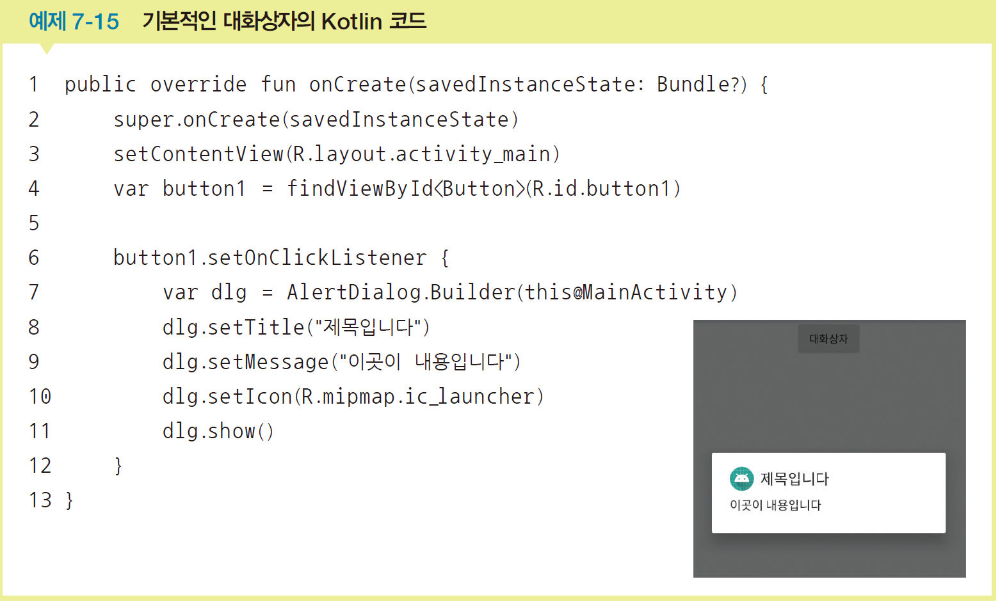 예제 7-15 기본적인 대화상자의 Kotlin 코드
1 public override fun onCreate(savedInstanceState: Bundle?) {
2 super.onCreate(savedInstanceState)
3 setContentView(R.layout.activity_main)
4 var button1 = findViewById<Button>(R.id.button1)
5
6 button1.setOnClickListener {
7 var dlg = AlertDialog.Builder(this@MainActivity)
8 dlg.setTitle("제목입니다")
9 dlg.setMessage("이곳이 내용입니다")
10 dlg.setIcon(R.mipmap.ic_launcher)
11 dlg.show()
12 }
13 }
대화상자
제목입니다
이곳이 내용입니다